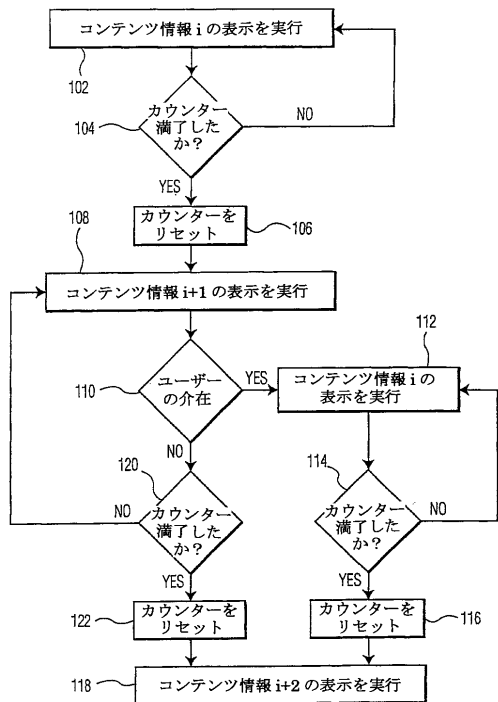 コンテンツ情報 i の表示を実行
102
カウンター
満了した
か?
104
NO
YES
カウンターを
リセット
106
108
コンテンツ情報 i+1 の表示を実行
110
ユーザー
の介在
YES
NO
112
コンテンツ情報 i の
表示を実行
120
カウンター
満了した
か?
NO
YES
114
カウンター
満了した
か?
NO
YES
122
カウンターを
リセット
カウンターを
リセット
116
118
コンテンツ情報 i+2 の表示を実行